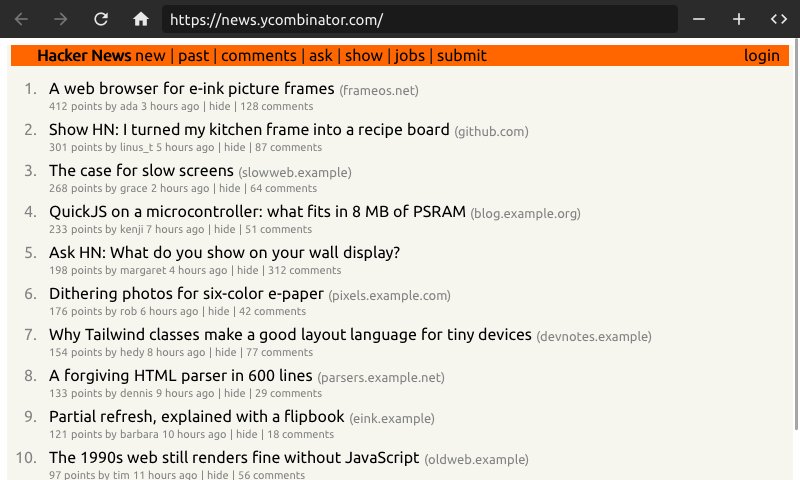 https://news.ycombinator.com/
Hacker News new | past | comments | ask | show | jobs | submit login
1. A web browser for e-ink picture frames (frameos.net)
412 points by ada 3 hours ago | hide | 128 comments
2. Show HN: I turned my kitchen frame into a recipe board (github.com)
301 points by linus_t 5 hours ago | hide | 87 comments
3. The case for slow screens (slowweb.example)
268 points by grace 2 hours ago | hide | 64 comments
4. QuickJS on a microcontroller: what fits in 8 MB of PSRAM (blog.example.org)
233 points by kenji 7 hours ago | hide | 51 comments
5. Ask HN: What do you show on your wall display?
198 points by margaret 4 hours ago | hide | 312 comments
6. Dithering photos for six-color e-paper (pixels.example.com)
176 points by rob 6 hours ago | hide | 42 comments
7. Why Tailwind classes make a good layout language for tiny devices (devnotes.example)
154 points by hedy 8 hours ago | hide | 77 comments
8. A forgiving HTML parser in 600 lines (parsers.example.net)
133 points by dennis 9 hours ago | hide | 29 comments
9. Partial refresh, explained with a flipbook (eink.example)
121 points by barbara 10 hours ago | hide | 18 comments
10. The 1990s web still renders fine without JavaScript (oldweb.example)
97 points by tim 11 hours ago | hide | 56 comments